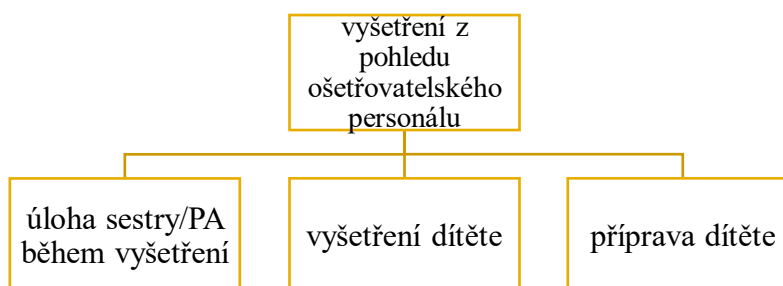 vyšetření z
pohledu
ošetřovatelského
personálu
úloha sestry/PA
během vyšetření
vyšetření dítěte
příprava dítěte